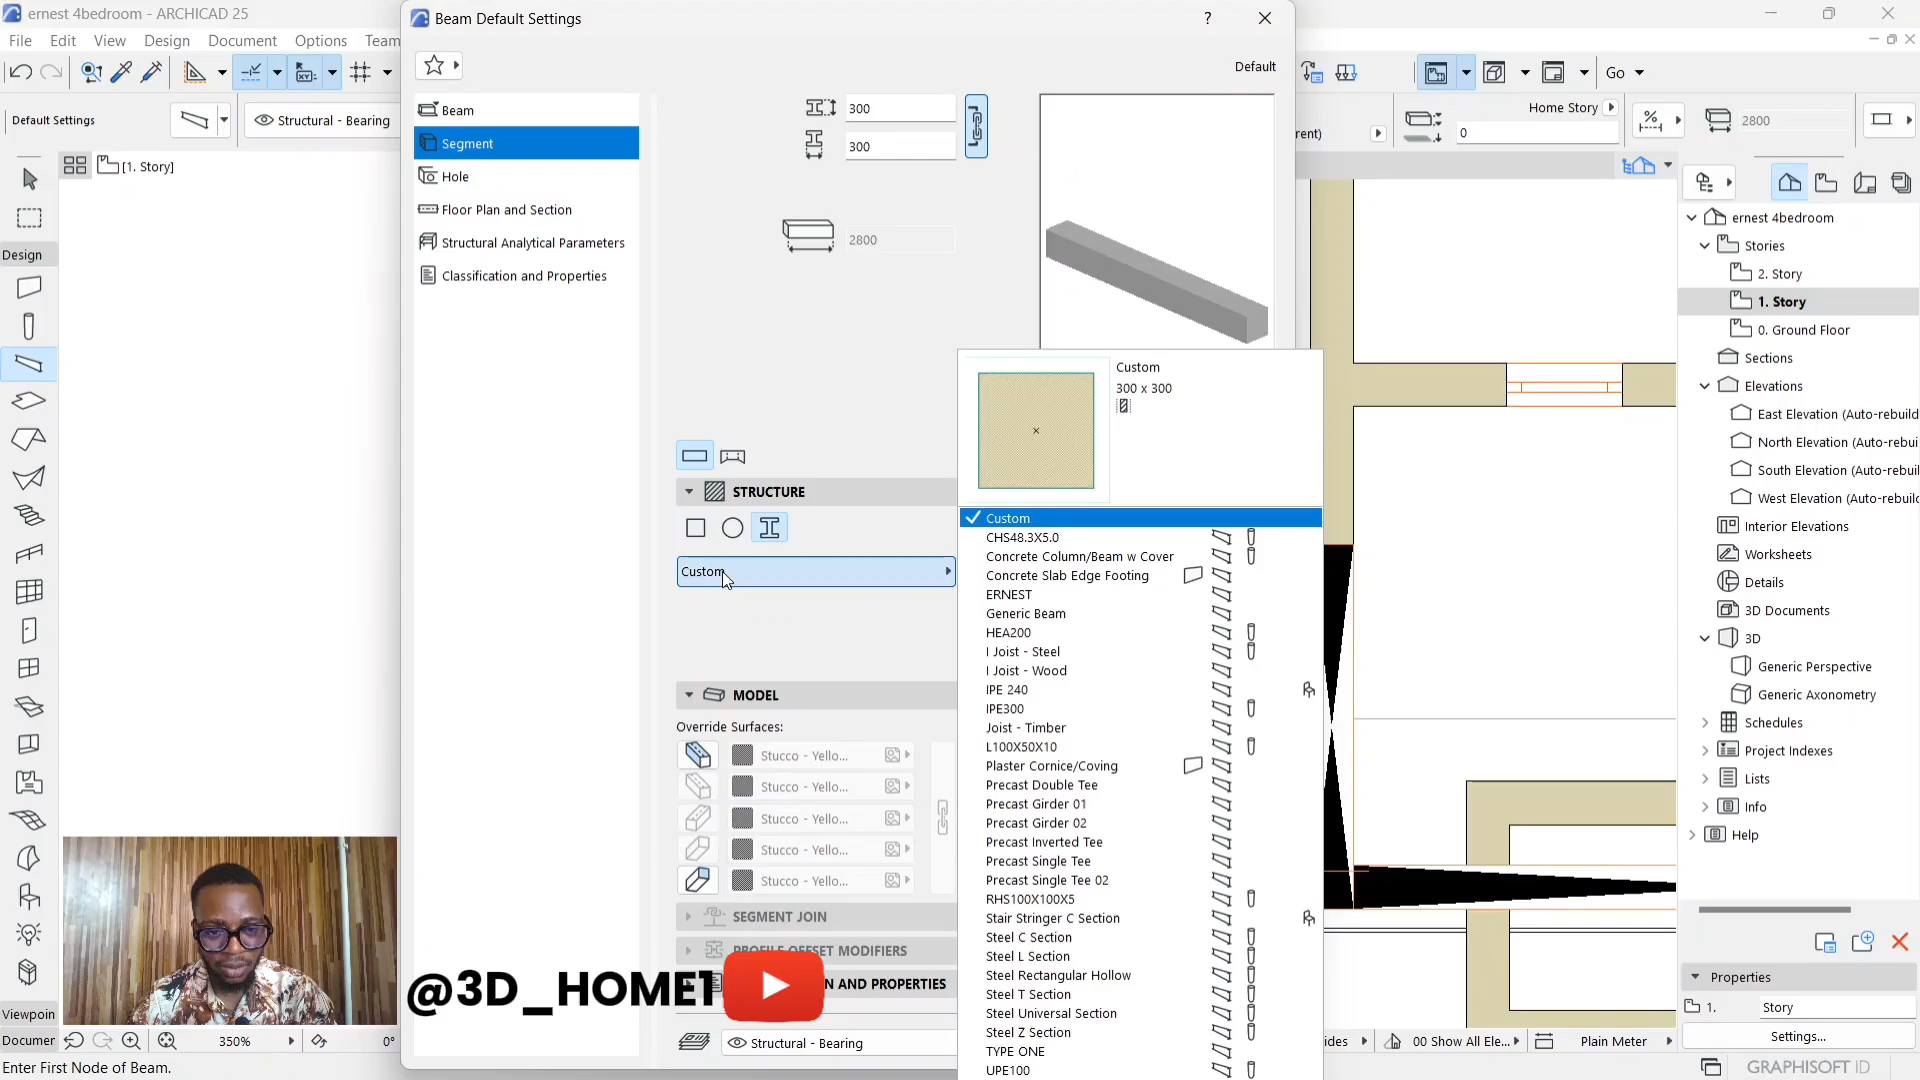 ernest 4bedroom - ARCHICAD 25
File Edit View Design Document Options Team
Default Settings
Structural - Bearing
[1. Story]
Design
Viewpoin
Documer
350%
0°
Enter First Node of Beam.
Beam Default Settings
?
Default
Beam
Segment
Hole
Floor Plan and Section
Structural Analytical Parameters
Classification and Properties
300
300
2800
STRUCTURE
Custom
MODEL
Override Surfaces:
Stucco - Yello...
Stucco - Yello...
Stucco - Yello...
Stucco - Yello...
Stucco - Yello...
SEGMENT JOIN
PROFILE OFFSET MODIFIERS
N AND PROPERTIES
Structural - Bearing
@3D_HOMET
Custom
300 x 300
Custom
CHS48.3X5.0
Concrete Column/Beam w Cover
Concrete Slab Edge Footing
ERNEST
Generic Beam
HEA200
I Joist - Steel
I Joist - Wood
IPE 240
IPE300
Joist - Timber
L100X50X10
Plaster Cornice/Coving
Precast Double Tee
Precast Girder 01
Precast Girder 02
Precast Inverted Tee
Precast Single Tee
Precast Single Tee 02
RHS100X100X5
Stair Stringer C Section
Steel C Section
Steel L Section
Steel Rectangular Hollow
Steel T Section
Steel Universal Section
Steel Z Section
TYPE ONE
UPE100
Go
rent)
Home Story
0
2800
ernest 4bedroom
Stories
2. Story
1. Story
0. Ground Floor
Sections
Elevations
East Elevation (Auto-rebuild
North Elevation (Auto-rebui
South Elevation (Auto-rebuil
West Elevation (Auto-rebuild
Interior Elevations
Worksheets
Details
3D Documents
3D
Generic Perspective
Generic Axonometry
Schedules
Project Indexes
Lists
Info
Help
Properties
1. Story
Settings...
ides
00 Show All Ele...
Plain Meter
GRAPHISOFT ID